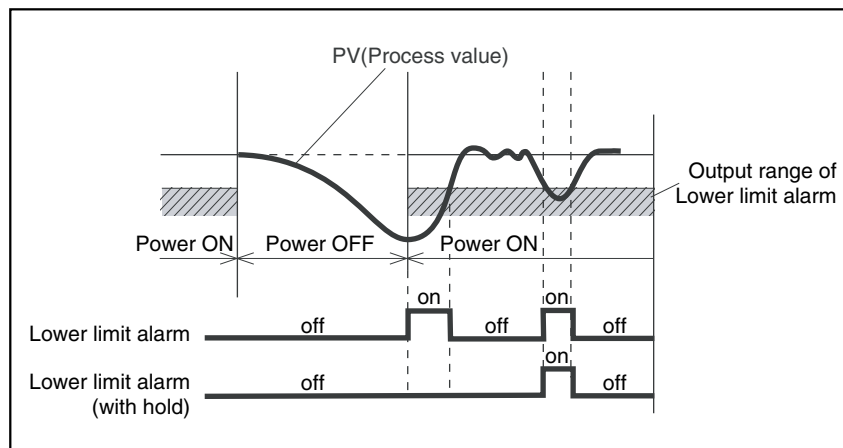 PV(Process value)
Output range of
Lower limit alarm
Power ON
Power OFF
Power ON
on
on
Lower limit alarm
off
off
off
on
Lower limit alarm
(with hold)
off
off